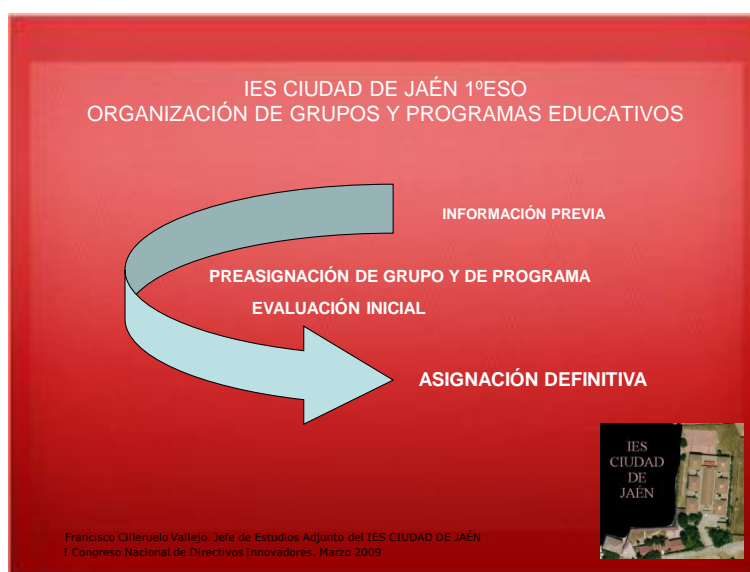 IES CIUDAD DE JAÉN 1ºESO
ORGANIZACIÓN DE GRUPOS Y PROGRAMAS EDUCATIVOS
INFORMACIÓN PREVIA
PREASIGNACIÓN DE GRUPO Y DE PROGRAMA
EVALUACIÓN INICIAL
ASIGNACIÓN DEFINITIVA
IES
CIUDAD
DE
JAÉN
Francisco Cilleruelo Vallejo. Jefe de Estudios Adjunto del IES CIUDAD DE JAÉN
I Congreso Nacional de Directivos Innovadores. Marzo 2009